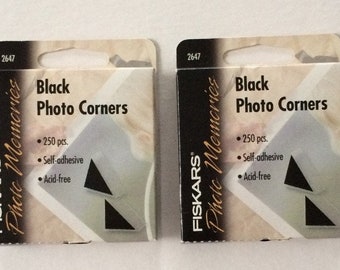 2647
Black
Photo Corners
• 250 pcs.
• Self-adhesive
• Acid-free
FISKARS
Photo Memories
2647
Black
Photo Corners
• 250 pcs.
• Self-adhesive
• Acid-free
FISKARS
Photo Memories